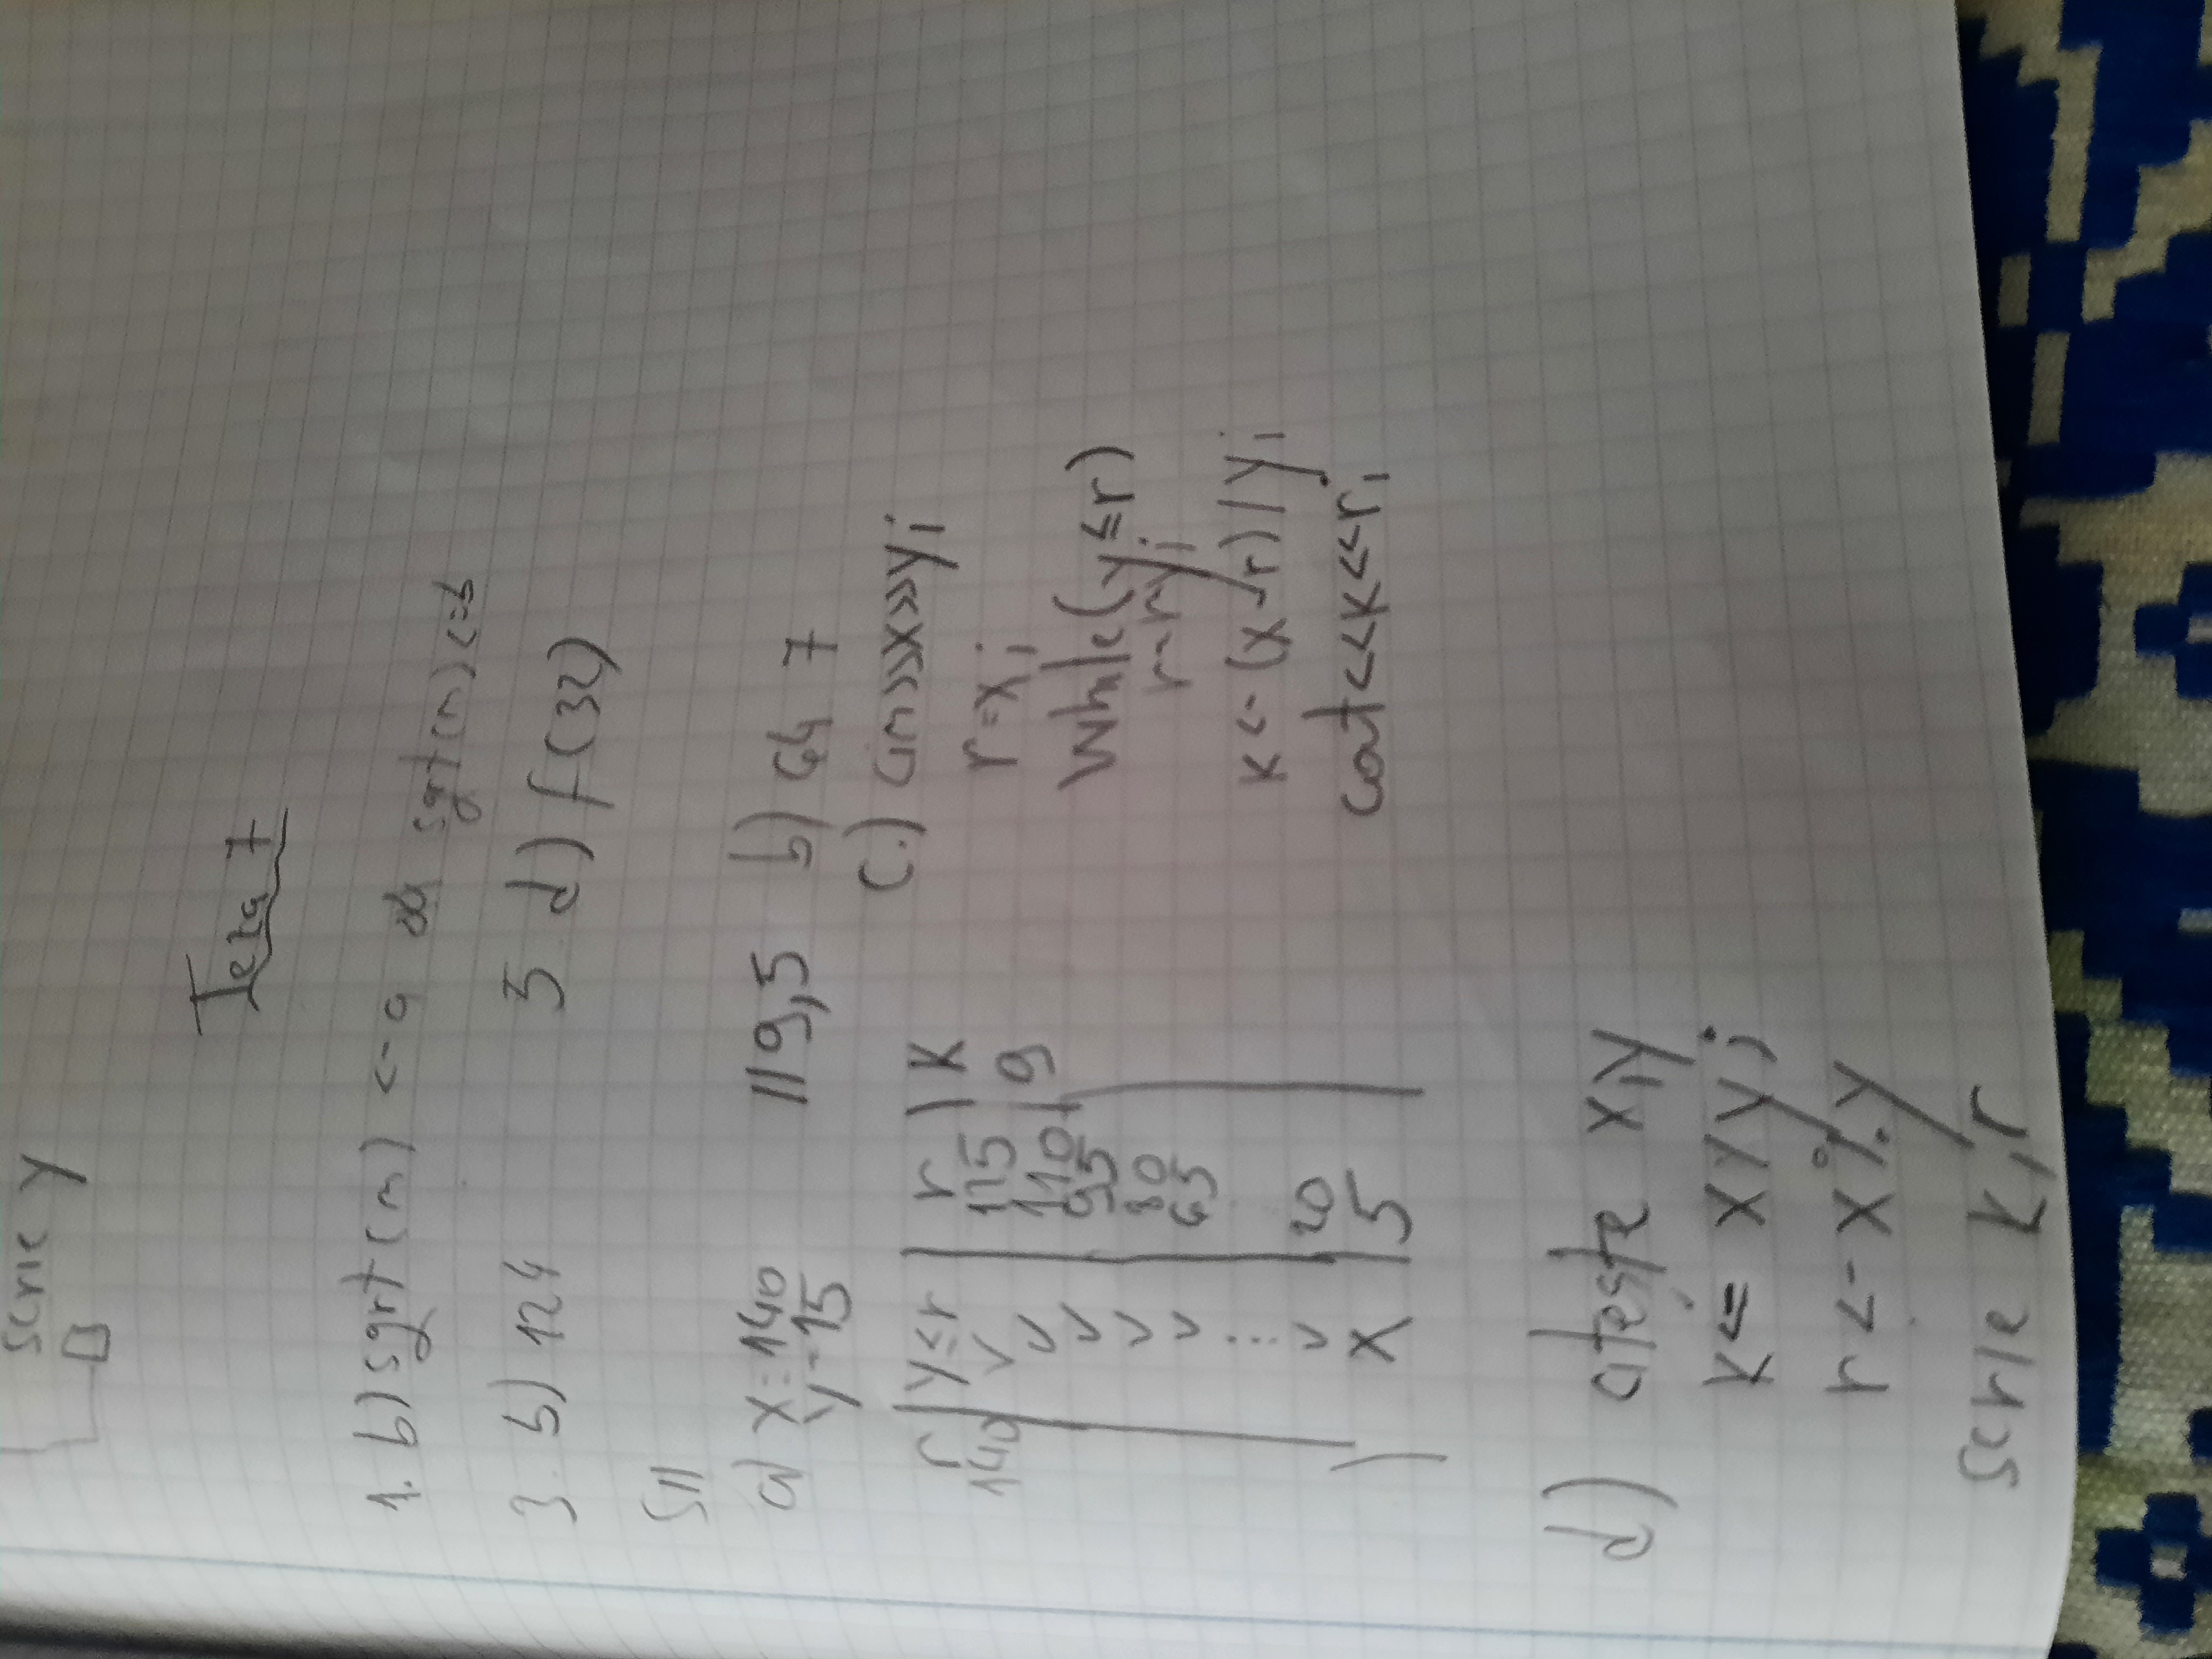 scrie y
Teza 7
1. b) sqrt(n) <- a && sqrt(n) <= b
3. b) 124 5 d) f(32)
SII
a) x=140 //9,5 b) 64 7
y=15
c.) cin>>x>>y;
r | y≤r | r | K
140 ✓ 125 9
✓ 110
✓ 95
✓ 80
✓ 65
⋮
✓ 20
X 5
r=x;
while(y≤r)
r=r-y;
k<-(x-r)/y;
cout<<k<<r;
d) citeste x,y
k<= x/y;
r<-x%y
scrie k,r